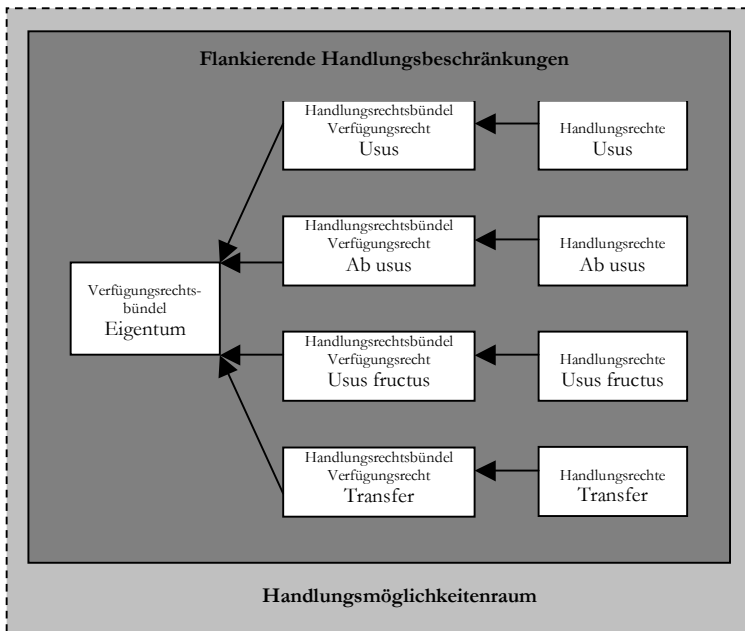 Flankierende Handlungsbeschränkungen
Handlungsrechtsbündel
Verfügungsrecht
Usus
Handlungsrechte
Usus
Handlungsrechtsbündel
Verfügungsrecht
Ab usus
Handlungsrechte
Ab usus
Verfügungsrechts-
bündel
Eigentum
Handlungsrechtsbündel
Verfügungsrecht
Usus fructus
Handlungsrechte
Usus fructus
Handlungsrechtsbündel
Verfügungsrecht
Transfer
Handlungsrechte
Transfer
Handlungsmöglichkeitenraum